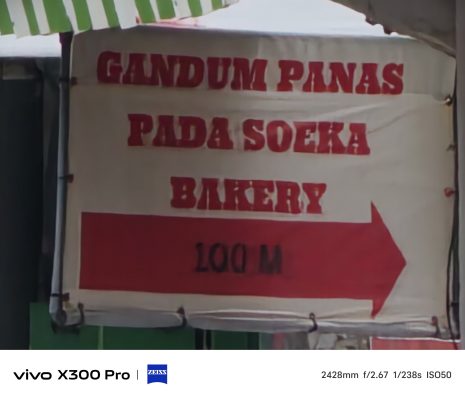 GANDUM PANAS
PADA SOEKA
BAKERY
100 M
vivo X300 Pro | ZEISS
2428mm f/2.67 1/238s ISO50